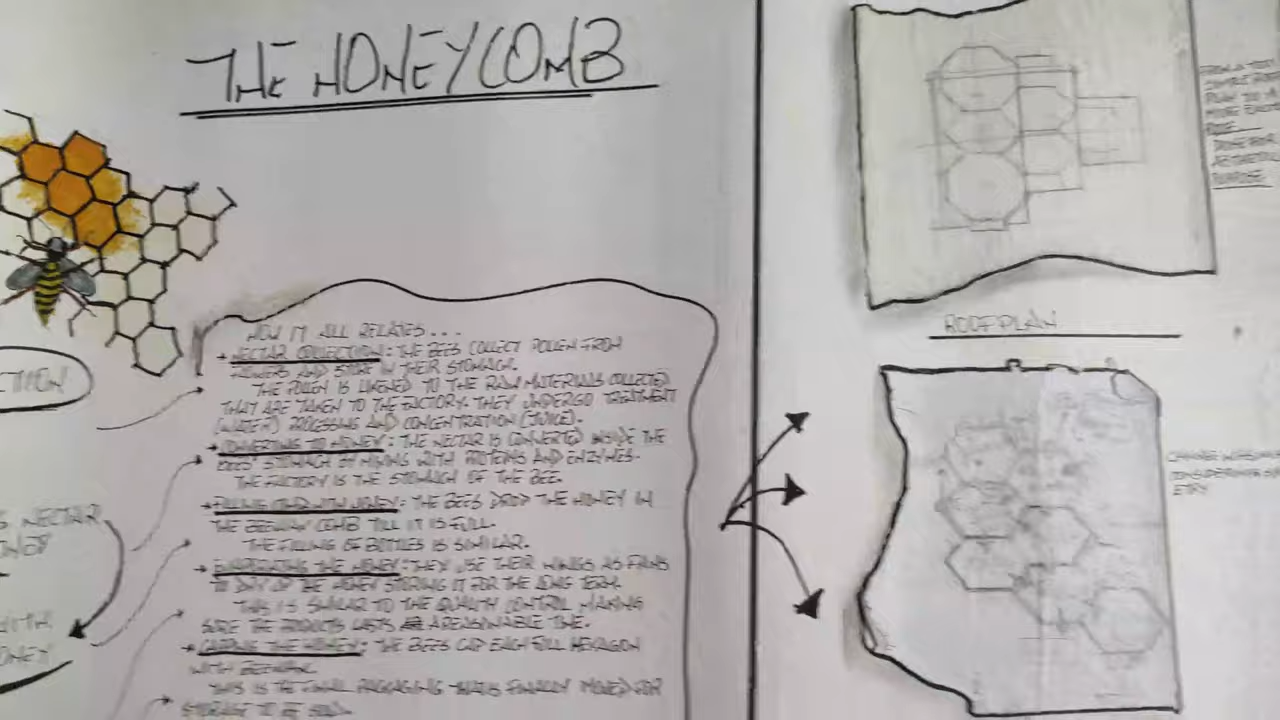 THE HONEYCOMB
HOW IT ALL RELATES...
NECTAR COLLECTION: THE BEES COLLECT POLLEN FROM
FLOWERS AND STORE IN THEIR STOMACH.
THE POLLEN IS LIKENED TO THE RAW MATERIALS COLLECTED
THAT ARE TAKEN TO THE FACTORY. THEY UNDERGO TREATMENT
(WATER) PROCESSING AND CONCENTRATION (JUICE).
CONVERTING TO HONEY: THE NECTAR IS CONVERTED INSIDE THE
BEES' STOMACH BY MIXING WITH PROTEINS AND ENZYMES.
THE FACTORY IS THE STOMACH OF THE BEE.
FILLING COMB WITH HONEY: THE BEES DROP THE HONEY IN
THE BEEWAX COMB TILL IT IS FULL.
THE FILLING OF BOTTLES IS SIMILAR.
EVAPORATING THE HONEY: THEY USE THEIR WINGS AS FANS
TO DRY UP THE HONEY STORING IT FOR THE LONG TERM.
THIS IS SIMILAR TO THE QUALITY CONTROL MAKING
SURE THE PRODUCTS LASTS A REASONABLE TIME.
CAPPING THE HONEY: THE BEES CAP EACH FULL HEXAGON
WITH BEEWAX.
THIS IS THE FINAL PACKAGING THAT IS FINALLY MOVED FOR
STORAGE TO BE SOLD.
CTION
S NECTAR
WITH
ONEY
ROOF PLAN